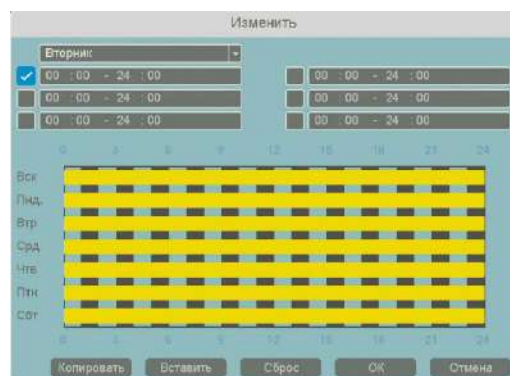 Изменить
Вторник
00 : 00 - 24 : 00 00 : 00 - 24 : 00
00 : 00 - 24 : 00 00 : 00 - 24 : 00
00 : 00 - 24 : 00 00 : 00 - 24 : 00
0 3 6 9 12 15 18 21 24
Вск
Пнд.
Втр
Срд
Чтв
Птн
Сбт
0 3 6 9 12 15 18 21 24
Копировать Вставить Сброс ОК Отмена